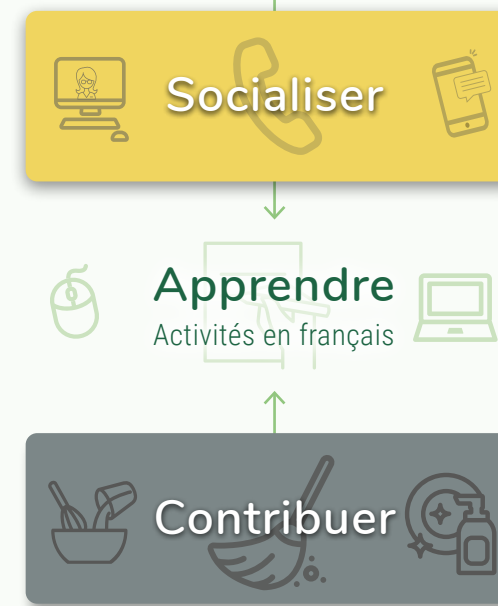 Socialiser
Apprendre
Activités en français
Contribuer